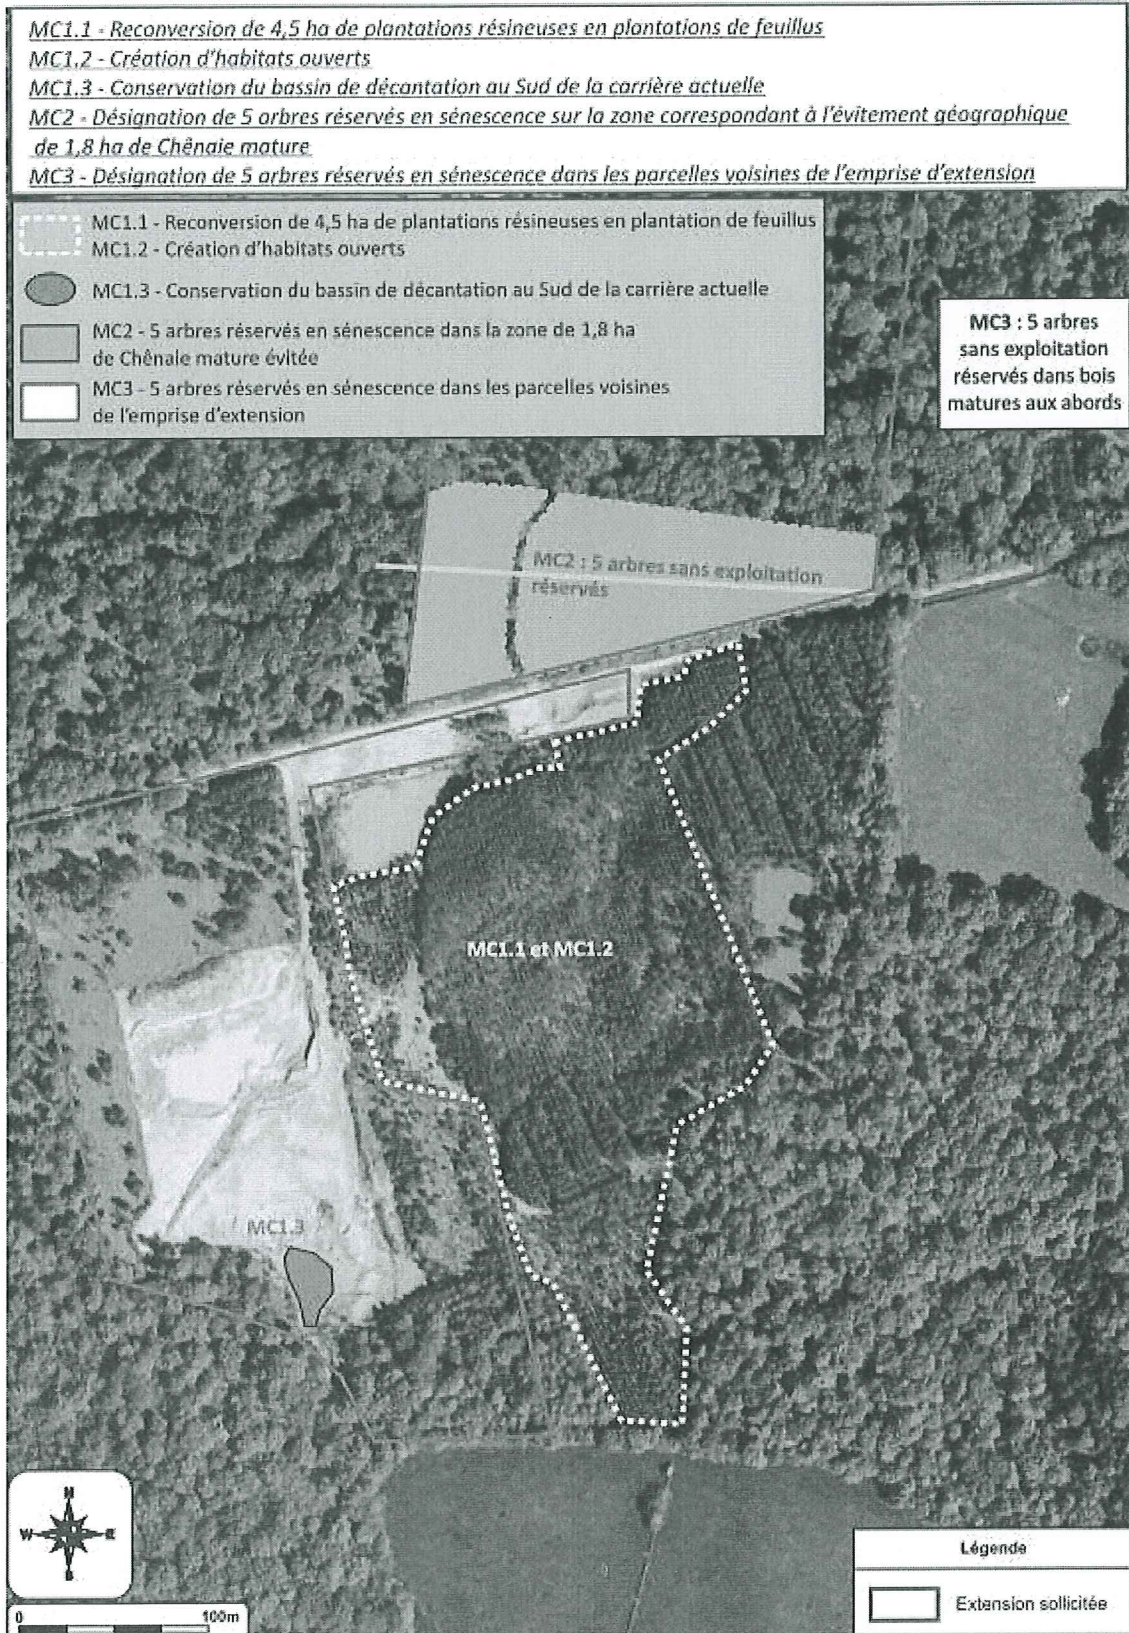 MC1.1 - Reconversion de 4,5 ha de plantations résineuses en plantations de feuillus
MC1.2 - Création d'habitats ouverts
MC1.3 - Conservation du bassin de décantation au Sud de la carrière actuelle
MC2 - Désignation de 5 arbres réservés en sénescence sur la zone correspondant à l'évitement géographique
de 1,8 ha de Chênaie mature
MC3 - Désignation de 5 arbres réservés en sénescence dans les parcelles voisines de l'emprise d'extension
MC1.1 - Reconversion de 4,5 ha de plantations résineuses en plantation de feuillus
MC1.2 - Création d'habitats ouverts
MC1.3 - Conservation du bassin de décantation au Sud de la carrière actuelle
MC2 - 5 arbres réservés en sénescence dans la zone de 1,8 ha
de Chênaie mature évitée
MC3 - 5 arbres réservés en sénescence dans les parcelles voisines
de l'emprise d'extension
MC3 : 5 arbres
sans exploitation
réservés dans bois
matures aux abords
MC2 : 5 arbres sans exploitation
réservés
MC1.1 et MC1.2
MC1.3
N
W E
S
0 100m
Légende
Extension sollicitée